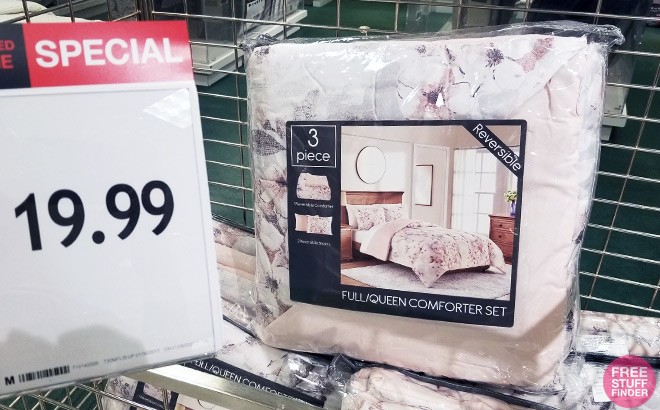 SPECIAL
19.99
M
3
piece
Reversible
FULL/QUEEN COMFORTER SET
FULL/QUEEN COMFORTER
FREE
STUFF
FINDER